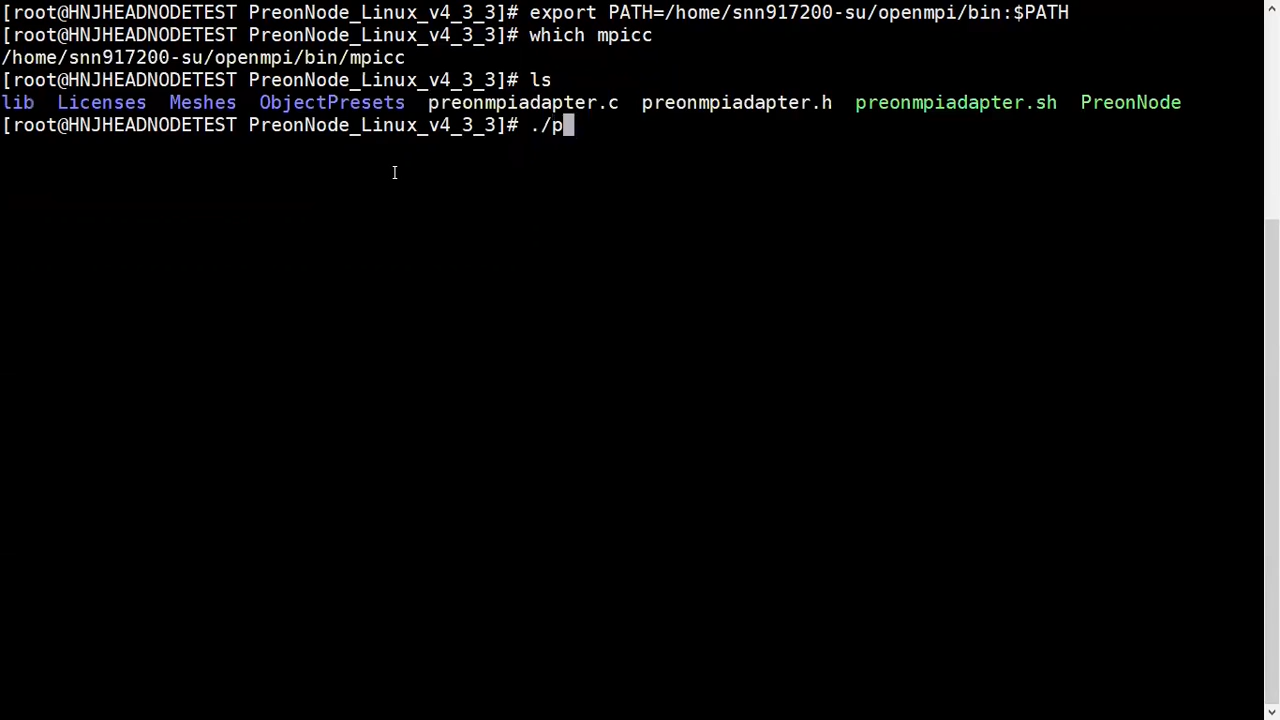 [root@HNJHEADNODETEST PreonNode_Linux_v4_3_3]# export PATH=/home/snn917200-su/openmpi/bin:$PATH
[root@HNJHEADNODETEST PreonNode_Linux_v4_3_3]# which mpicc
/home/snn917200-su/openmpi/bin/mpicc
[root@HNJHEADNODETEST PreonNode_Linux_v4_3_3]# ls
lib  Licenses  Meshes  ObjectPresets  preonmpiadapter.c  preonmpiadapter.h  preonmpiadapter.sh  PreonNode
[root@HNJHEADNODETEST PreonNode_Linux_v4_3_3]# ./p